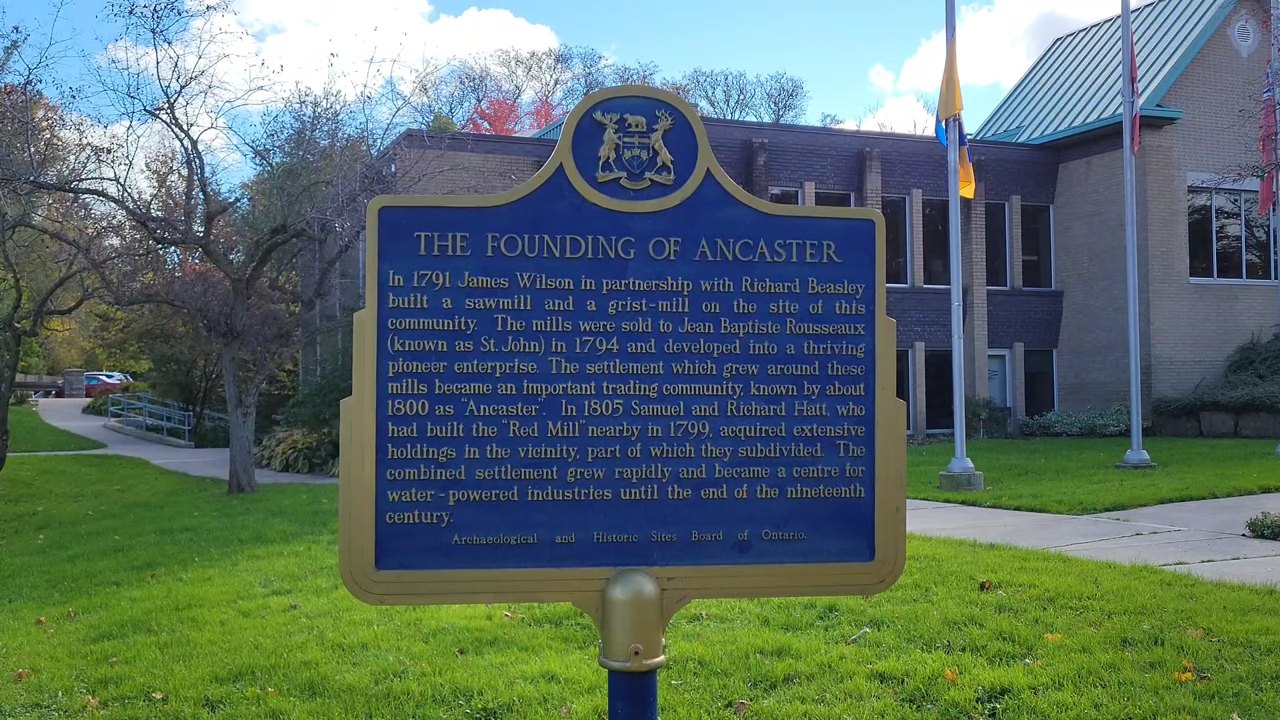 THE FOUNDING OF ANCASTER
In 1791 James Wilson in partnership with Richard Beasley
built a sawmill and a grist-mill on the site of this
community. The mills were sold to Jean Baptiste Rousseaux
(known as St. John) in 1794 and developed into a thriving
pioneer enterprise. The settlement which grew around these
mills became an important trading community, known by about
1800 as "Ancaster". In 1805 Samuel and Richard Hatt, who
had built the "Red Mill" nearby in 1799, acquired extensive
holdings in the vicinity, part of which they subdivided. The
combined settlement grew rapidly and became a centre for
water-powered industries until the end of the nineteenth
century.
Archaeological and Historic Sites Board of Ontario.